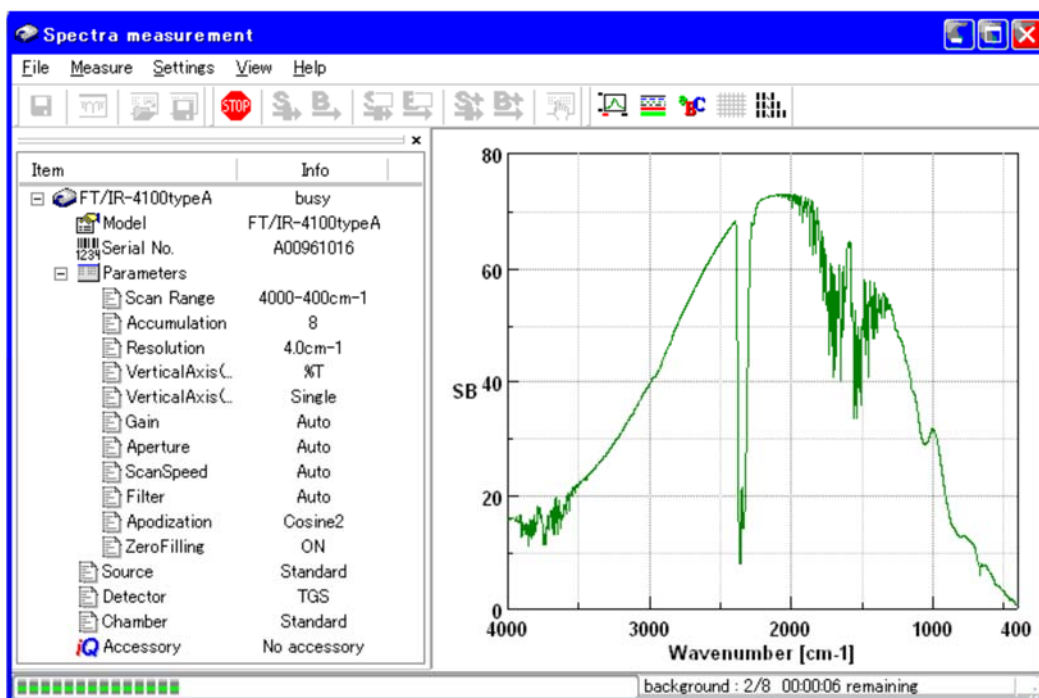 Spectra measurement
File Measure Settings View Help
STOP S B S E S B BC
Item Info
FT/IR-4100typeA busy
Model FT/IR-4100typeA
1234 Serial No. A00961016
Parameters
Scan Range 4000-400cm-1
Accumulation 8
Resolution 4.0cm-1
VerticalAxis(.. %T
VerticalAxis(.. Single
Gain Auto
Aperture Auto
ScanSpeed Auto
Filter Auto
Apodization Cosine2
ZeroFilling ON
Source Standard
Detector TGS
Chamber Standard
iQ Accessory No accessory
80
60
SB 40
20
0
4000 3000 2000 1000 400
Wavenumber [cm-1]
background : 2/8 00:00:06 remaining